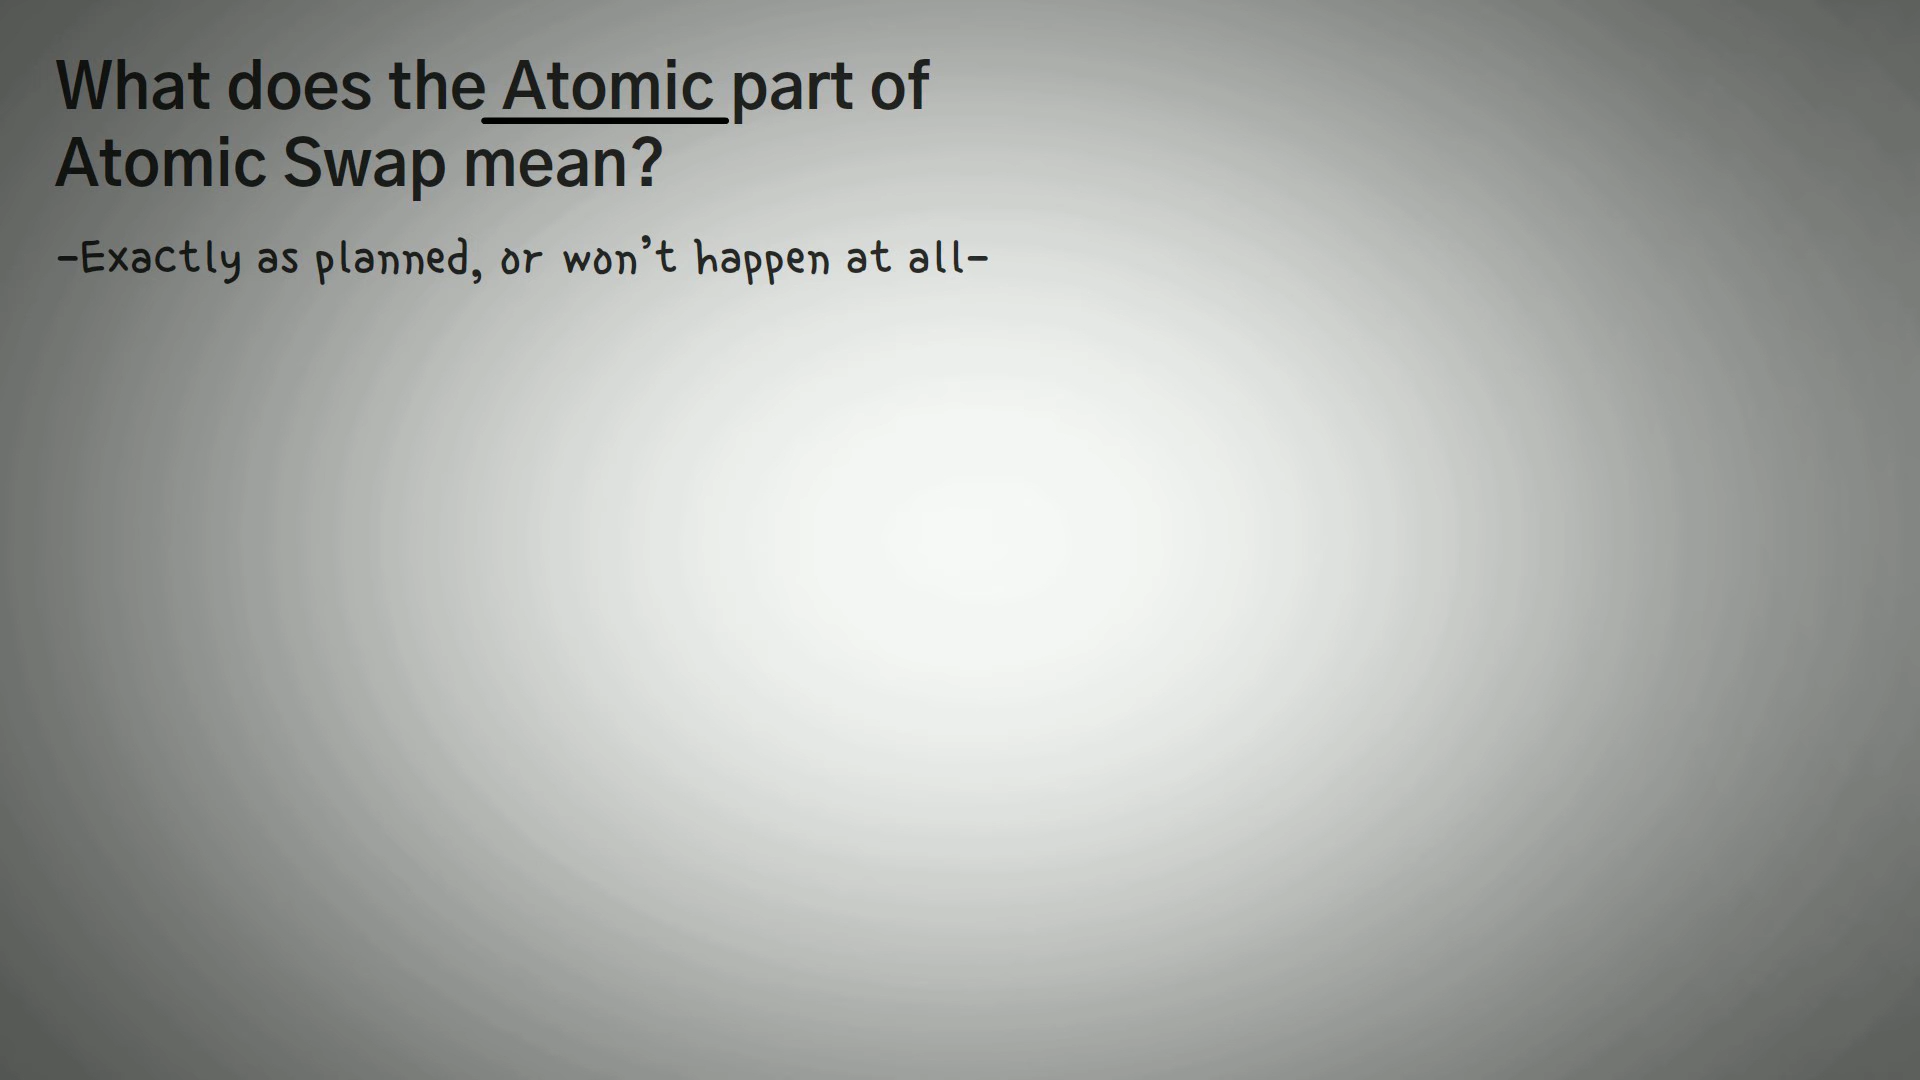 What does the Atomic part of
Atomic Swap mean?
-Exactly as planned, or won't happen at all-